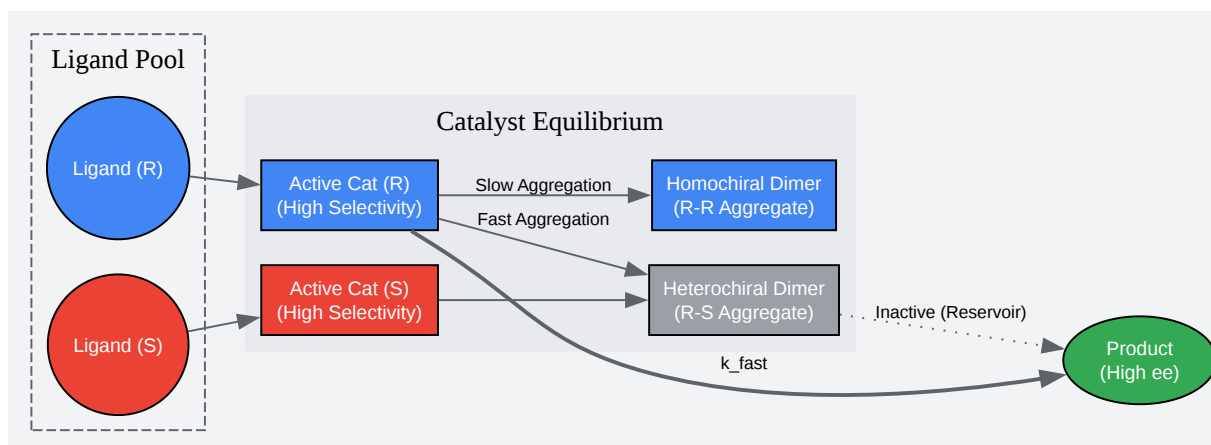 Ligand Pool
Ligand (R)
Ligand (S)
Catalyst Equilibrium
Active Cat (R)
(High Selectivity)
Slow Aggregation
Homochiral Dimer
(R-R Aggregate)
Fast Aggregation
Active Cat (S)
(High Selectivity)
Heterochiral Dimer
(R-S Aggregate)
Inactive (Reservoir)
k_fast
Product
(High ee)